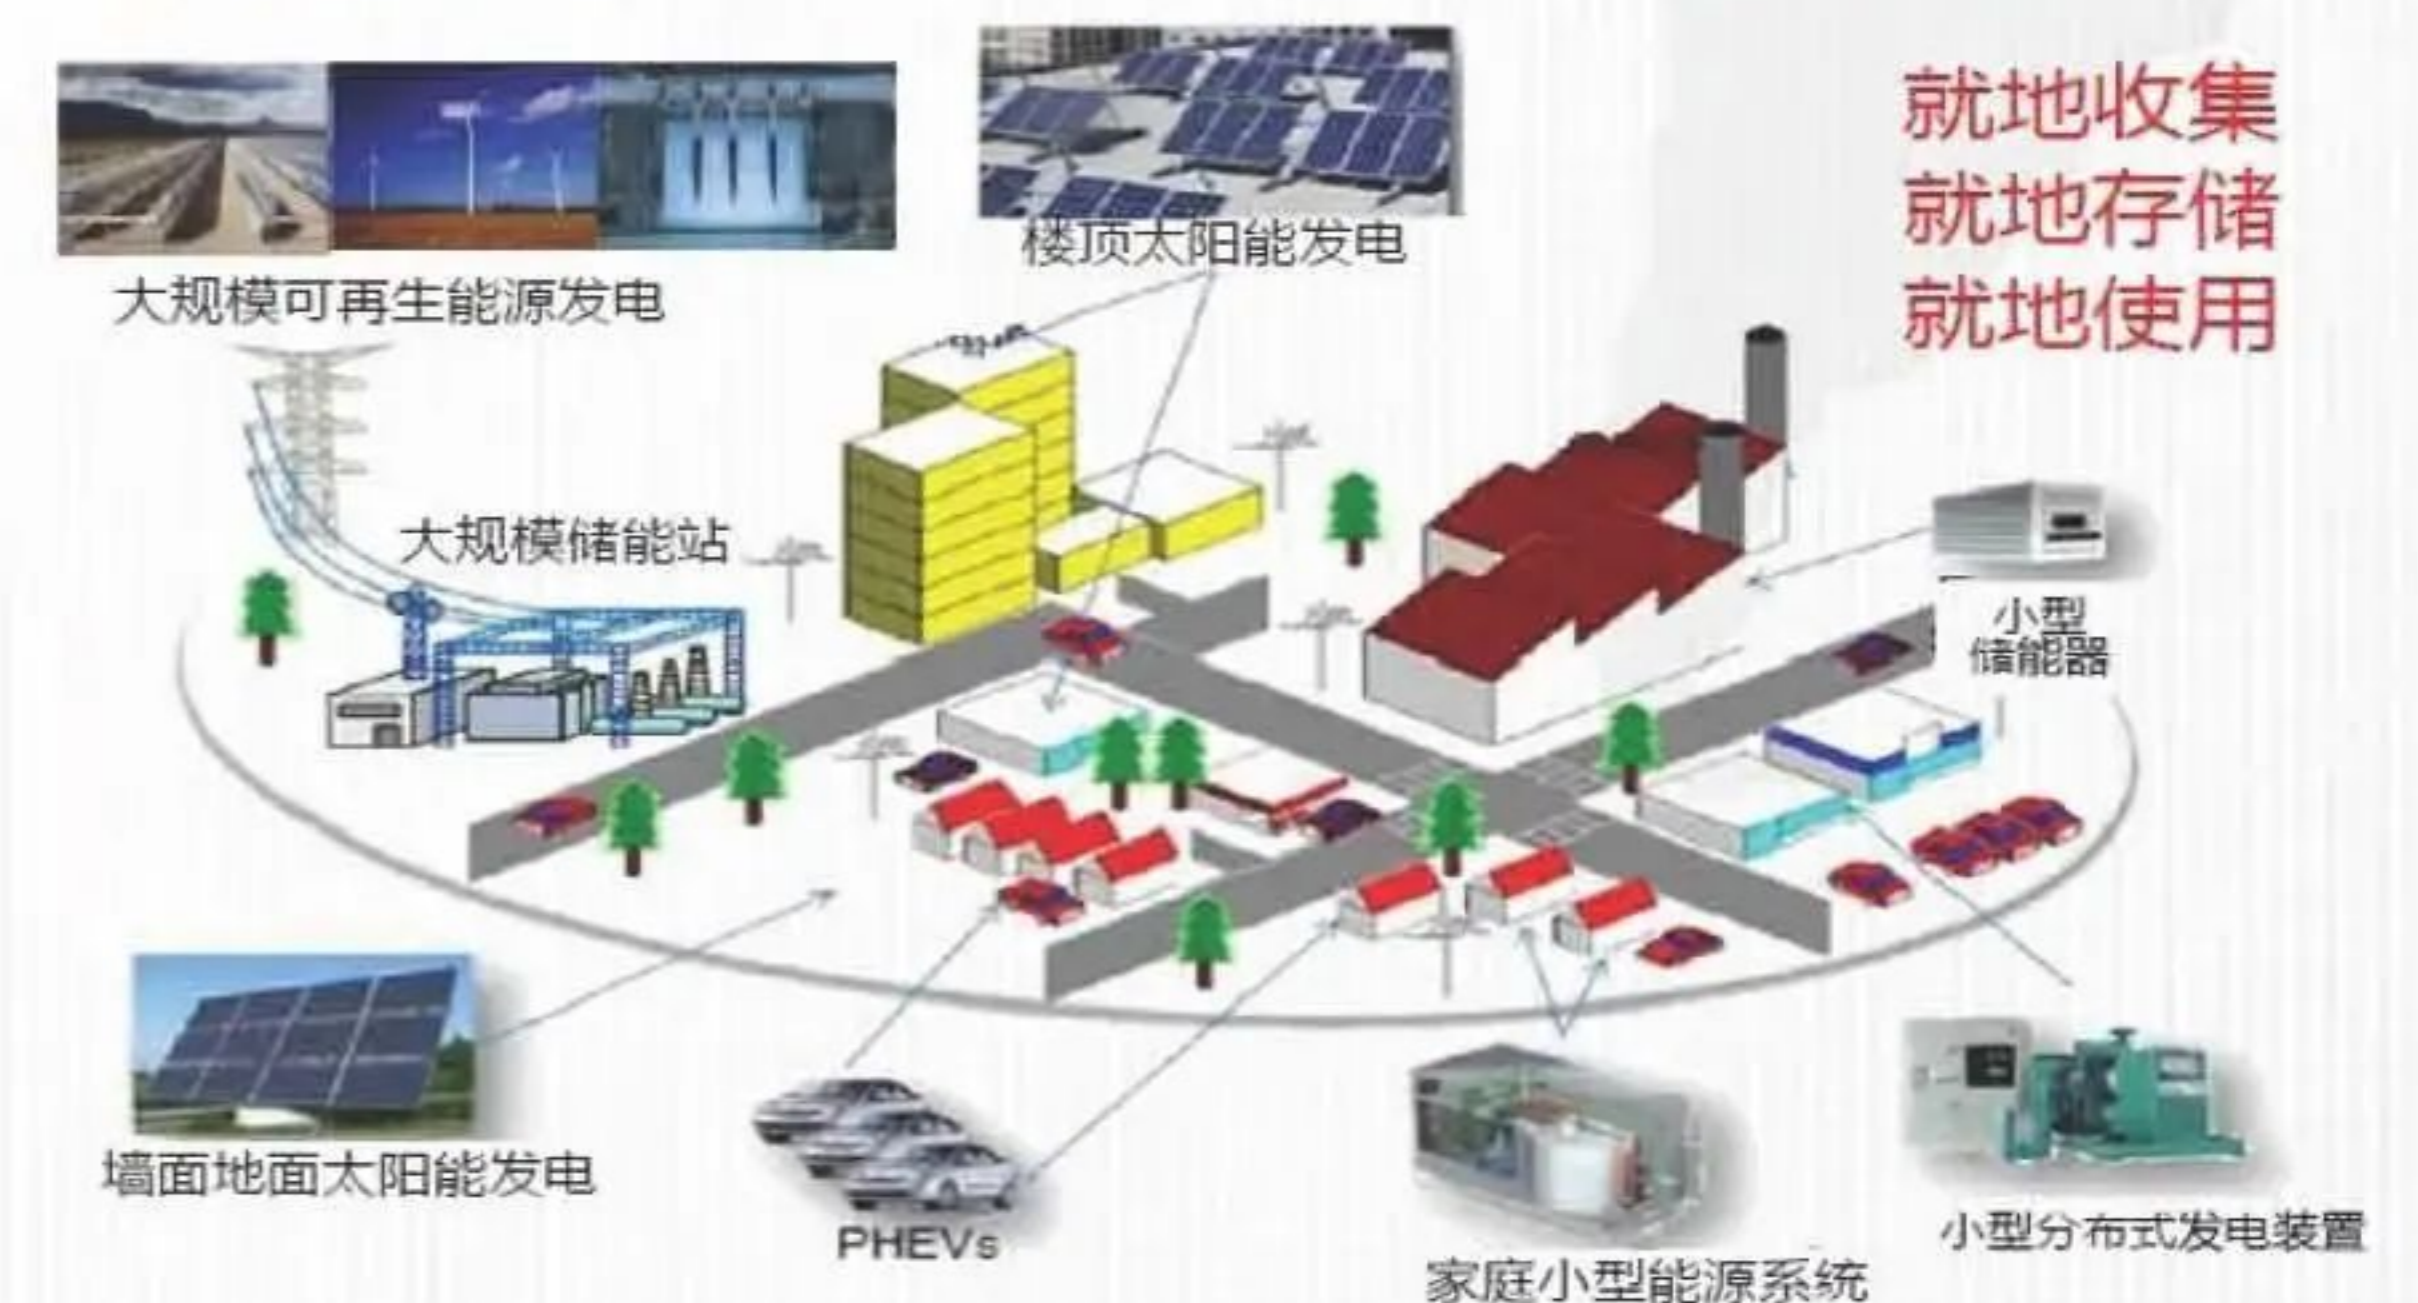 就地收集
就地存储
就地使用
楼顶太阳能发电
大规模可再生能源发电
大规模储能站
小型
储能器
墙面地面太阳能发电
PHEVs
家庭小型能源系统
小型分布式发电装置